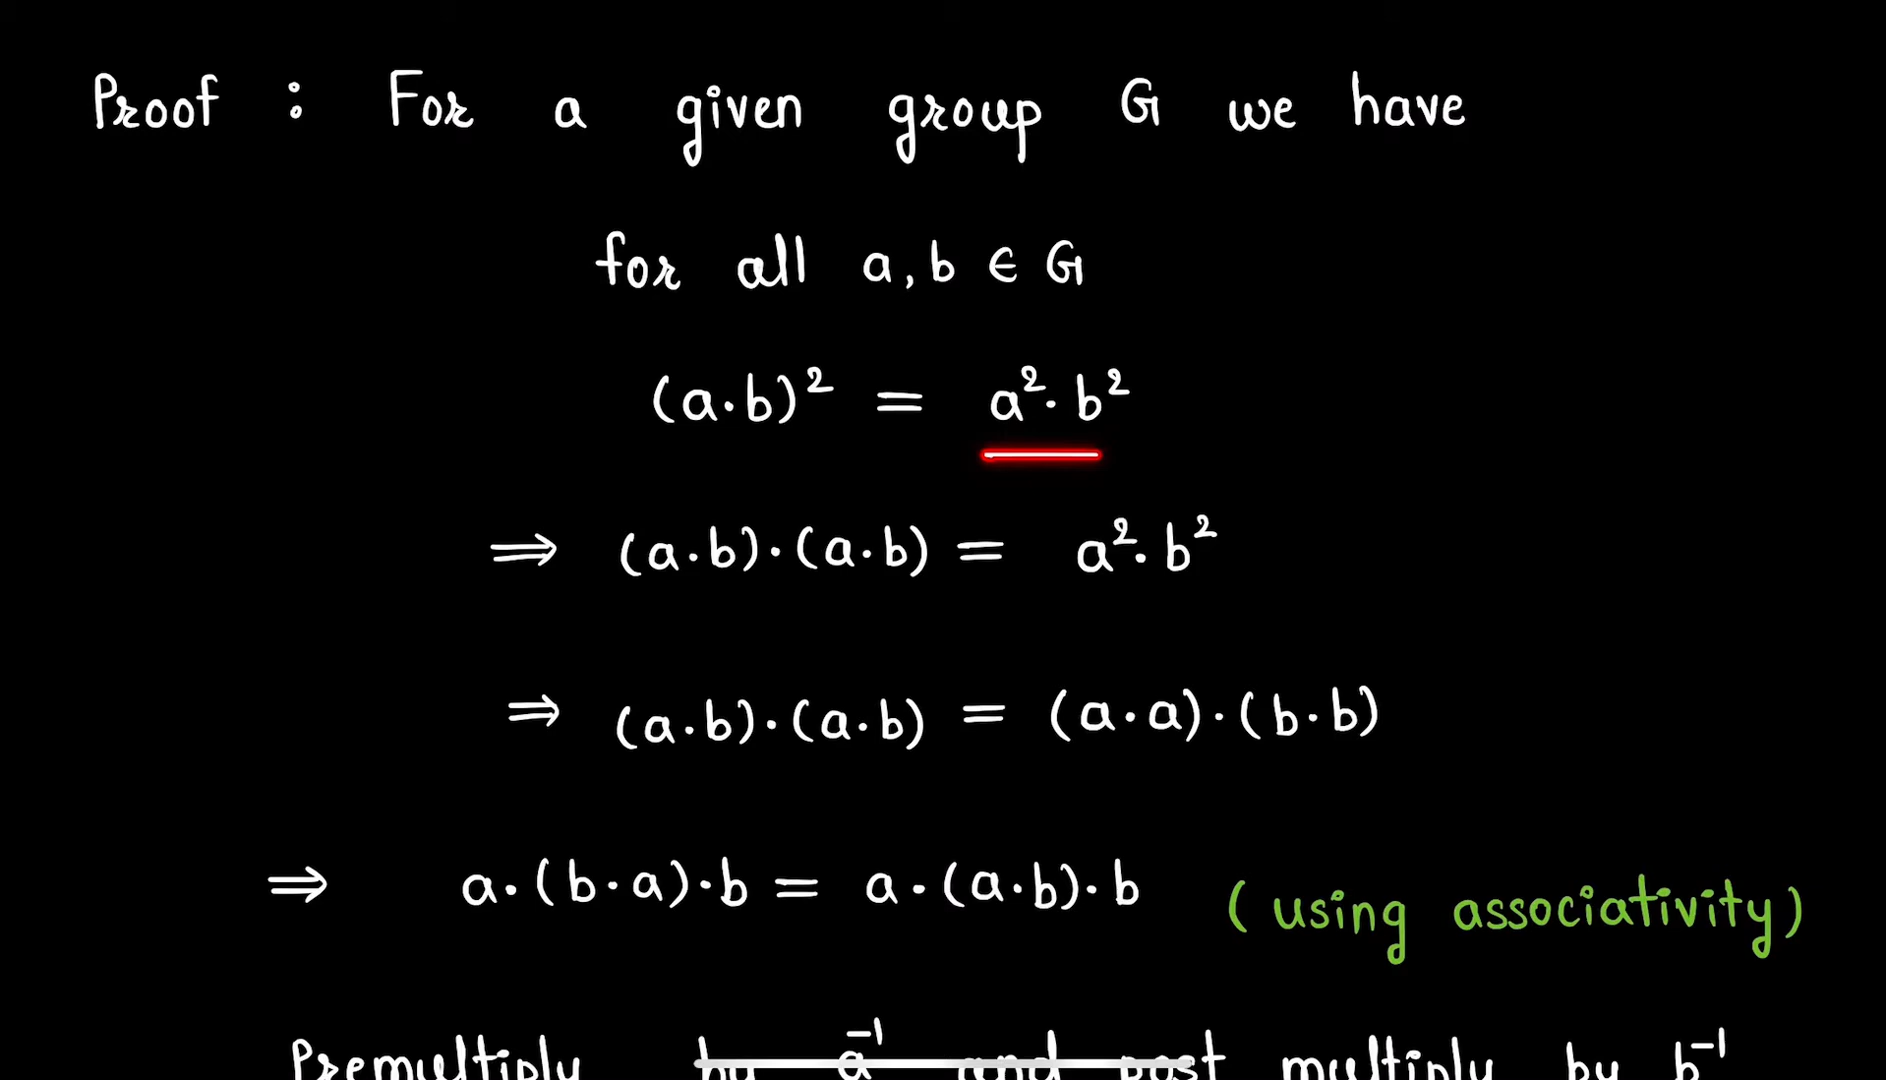 Proof : For a given group G we have
for all a, b ∈ G
(a·b)² = a²·b²
⇒ (a·b)·(a·b) = a²·b²
⇒ (a·b)·(a·b) = (a·a)·(b·b)
⇒ a·(b·a)·b = a·(a·b)·b (using associativity)
Premultiply by a⁻¹ and post multiply by b⁻¹